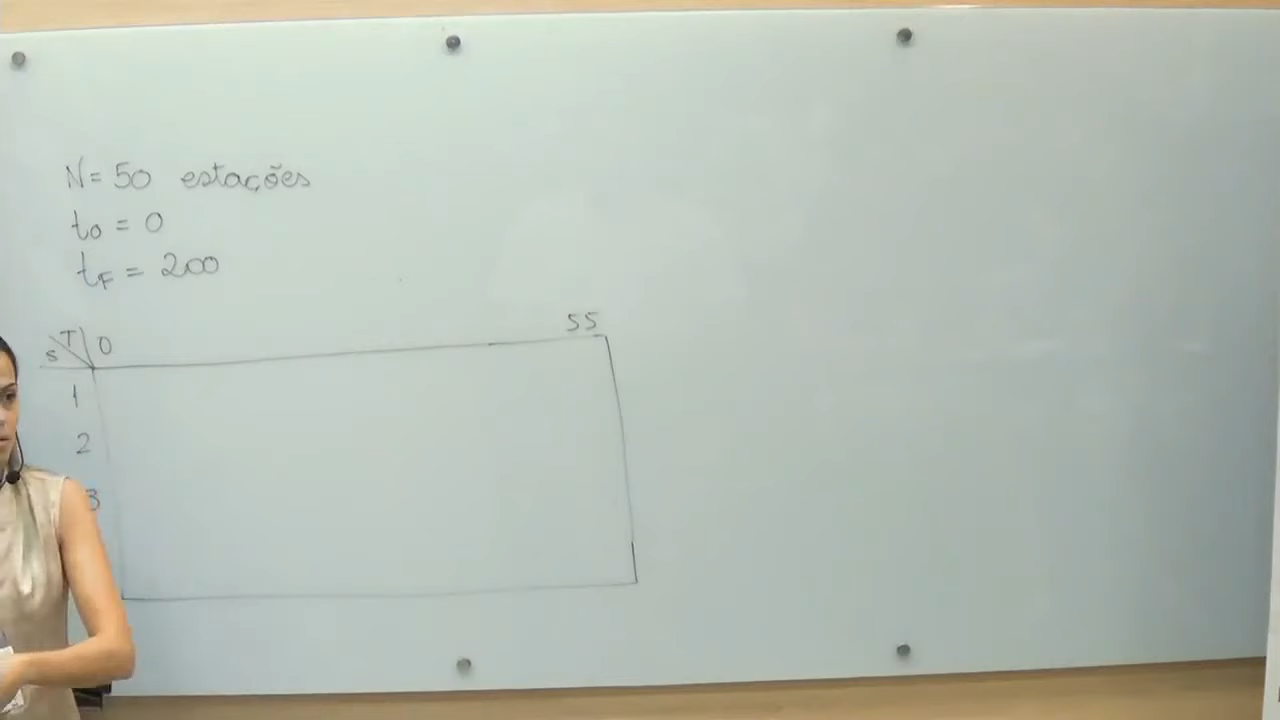 N = 50 estações
t0 = 0
tF = 200
T 0 55
S
1
2
3